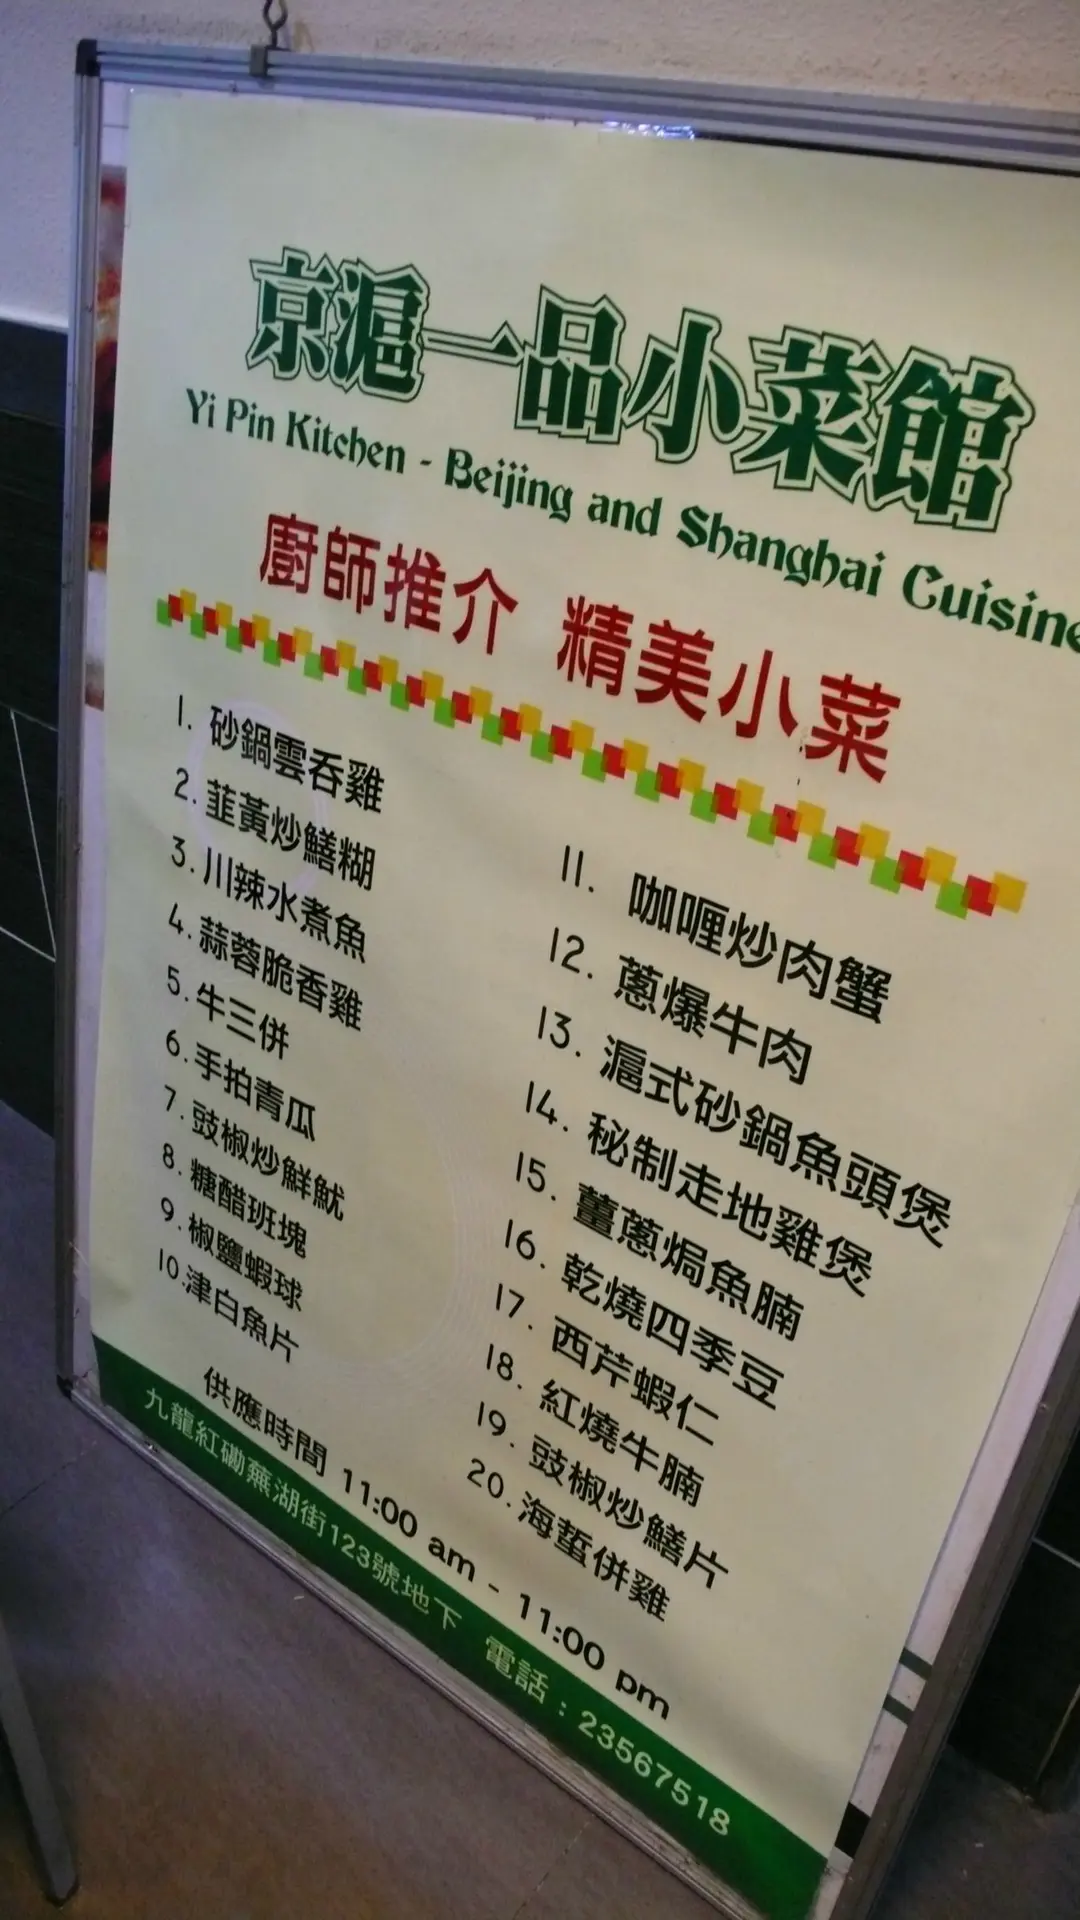 京滬一品小菜館
Yi Pin Kitchen - Beijing and Shanghai Cuisine
廚師推介 精美小菜
1. 砂鍋雲吞雞
2. 韮黃炒鱔糊
3. 川辣水煮魚
4. 蒜蓉脆香雞
5. 牛三併
6. 手拍青瓜
7. 豉椒炒鮮魷
8. 糖醋班塊
9. 椒鹽蝦球
10. 津白魚片
11. 咖喱炒肉蟹
12. 蔥爆牛肉
13. 滬式砂鍋魚頭煲
14. 秘制走地雞煲
15. 薑蔥焗魚腩
16. 乾燒四季豆
17. 西芹蝦仁
18. 紅燒牛腩
19. 豉椒炒鱔片
20. 海蜇併雞
供應時間 11:00 am - 11:00 pm
九龍紅磡蕪湖街123號地下 電話：23567518